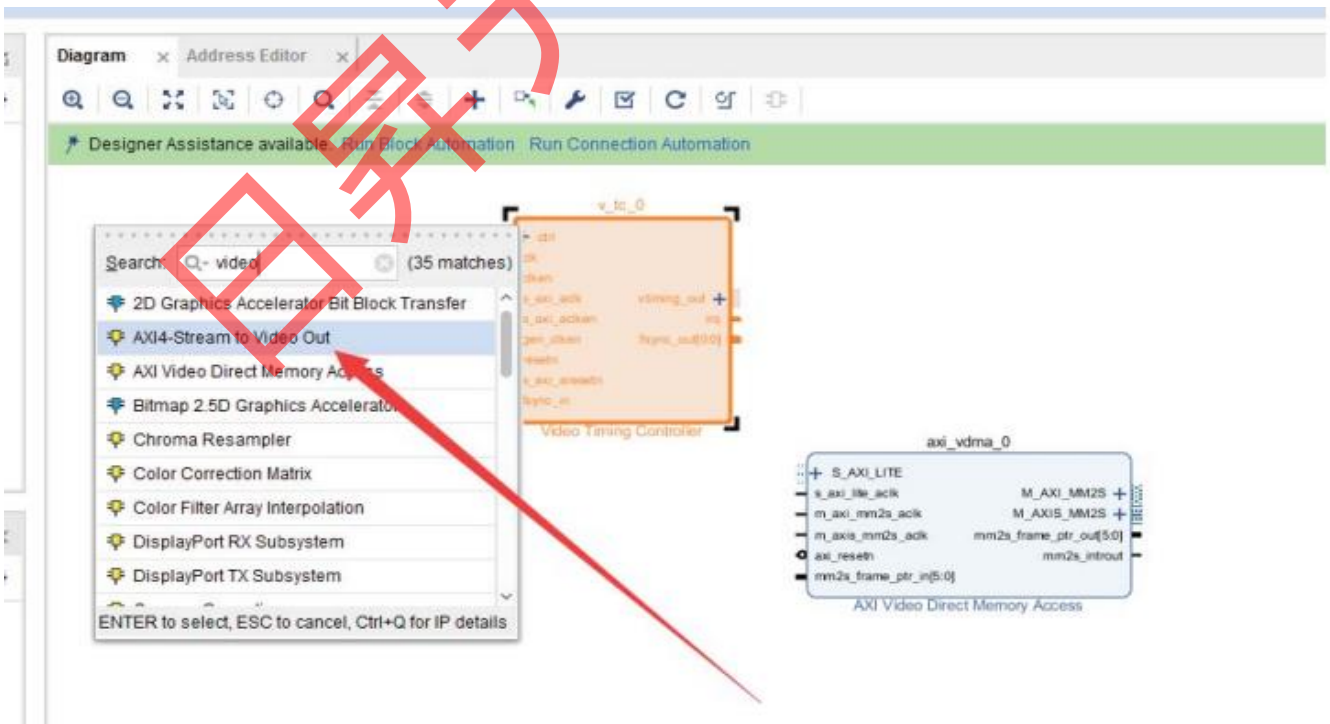 Diagram × Address Editor ×
Designer Assistance available. Run Block Automation Run Connection Automation
v_tc_0
Search: video (35 matches)
ctrl
clk
clken
s_axi_aclk vtiming_out
s_axi_aclken irq
gen_clken fsync_out[0:0]
resetn
s_axi_aresetn
fsync_in
Video Timing Controller
2D Graphics Accelerator Bit Block Transfer
AXI4-Stream to Video Out
AXI Video Direct Memory Access
Bitmap 2.5D Graphics Accelerator
Chroma Resampler
Color Correction Matrix
Color Filter Array Interpolation
DisplayPort RX Subsystem
DisplayPort TX Subsystem
ENTER to select, ESC to cancel, Ctrl+Q for IP details
axi_vdma_0
S_AXI_LITE
s_axi_lite_aclk M_AXI_MM2S
m_axi_mm2s_aclk M_AXIS_MM2S
m_axis_mm2s_aclk mm2s_frame_ptr_out[5:0]
axi_resetn mm2s_introut
mm2s_frame_ptr_in[5:0]
AXI Video Direct Memory Access
日昇